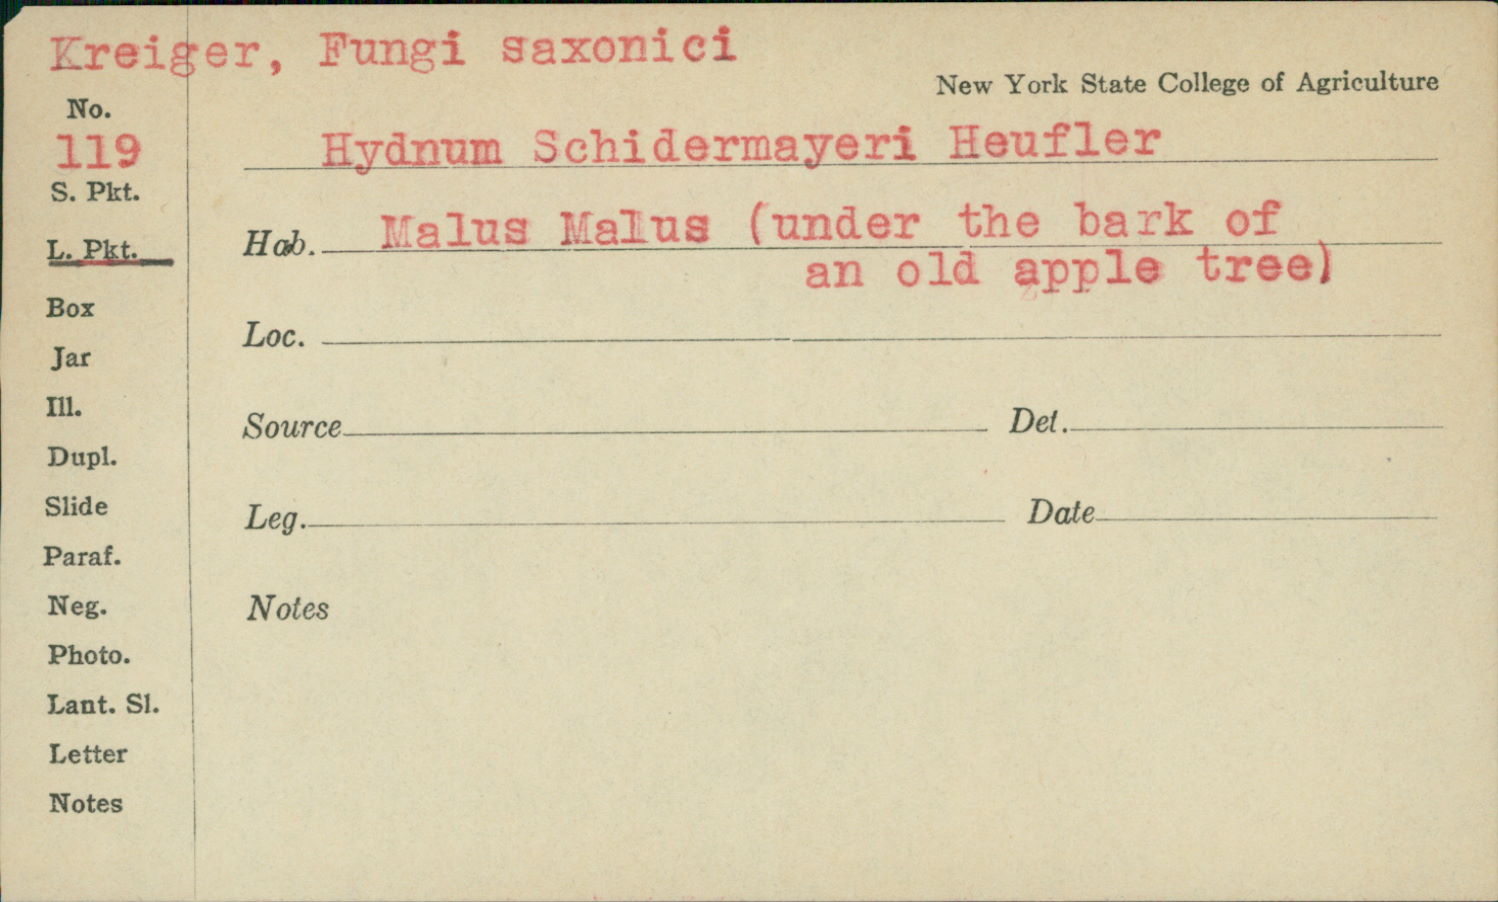 Kreiger, Fungi saxonici
New York State College of Agriculture
No.
119
Hydnum Schidermayeri Heufler
S. Pkt.
L. Pkt.
Hab. Malus Malus (under the bark of
an old apple tree)
Box
Loc.
Jar
Ill.
Source Det.
Dupl.
Slide
Leg. Date
Paraf.
Neg.
Notes
Photo.
Lant. Sl.
Letter
Notes